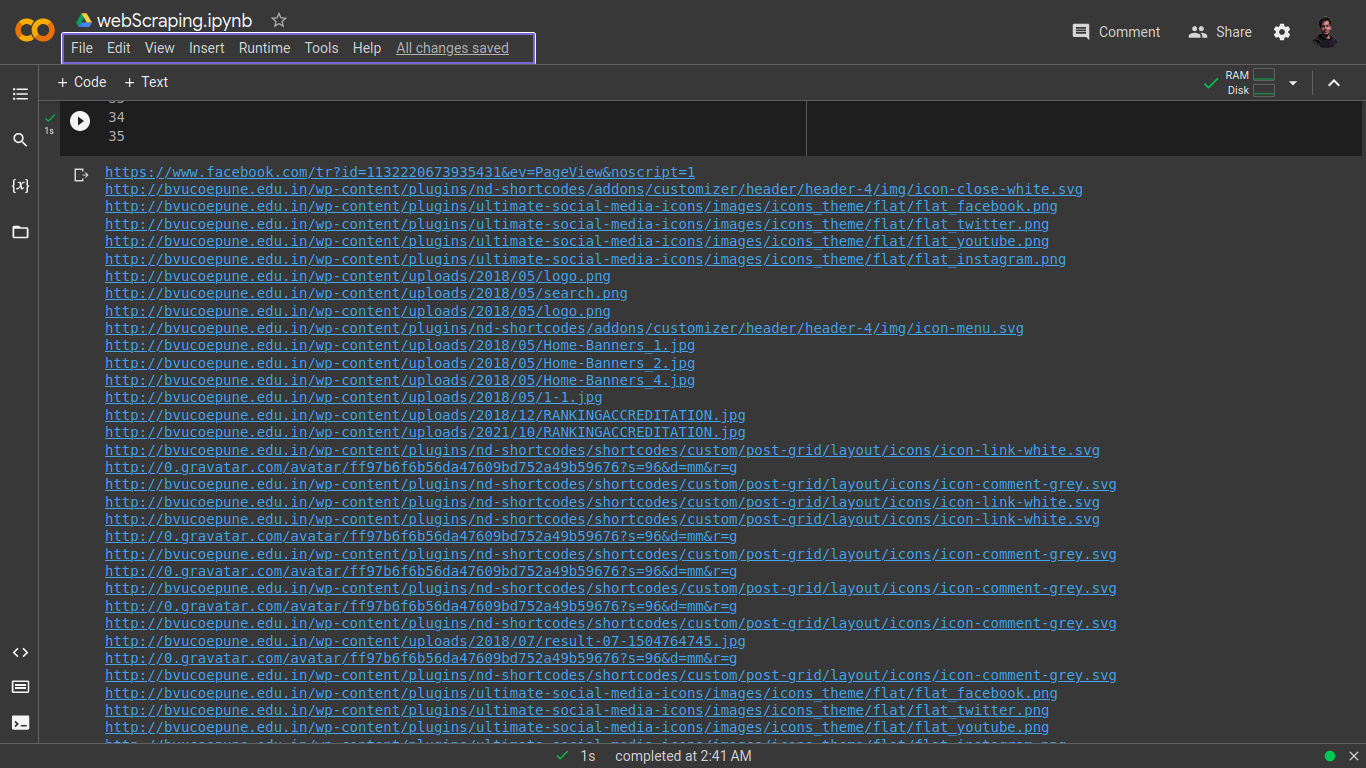 webScraping.ipynb
File Edit View Insert Runtime Tools Help All changes saved
Comment Share
+ Code + Text
RAM
Disk
1s
34
35
https://www.facebook.com/tr?id=1132220673935431&ev=PageView&noscript=1
http://bvucoepune.edu.in/wp-content/plugins/nd-shortcodes/addons/customizer/header/header-4/img/icon-close-white.svg
http://bvucoepune.edu.in/wp-content/plugins/ultimate-social-media-icons/images/icons_theme/flat/flat_facebook.png
http://bvucoepune.edu.in/wp-content/plugins/ultimate-social-media-icons/images/icons_theme/flat/flat_twitter.png
http://bvucoepune.edu.in/wp-content/plugins/ultimate-social-media-icons/images/icons_theme/flat/flat_youtube.png
http://bvucoepune.edu.in/wp-content/plugins/ultimate-social-media-icons/images/icons_theme/flat/flat_instagram.png
http://bvucoepune.edu.in/wp-content/uploads/2018/05/logo.png
http://bvucoepune.edu.in/wp-content/uploads/2018/05/search.png
http://bvucoepune.edu.in/wp-content/uploads/2018/05/logo.png
http://bvucoepune.edu.in/wp-content/plugins/nd-shortcodes/addons/customizer/header/header-4/img/icon-menu.svg
http://bvucoepune.edu.in/wp-content/uploads/2018/05/Home-Banners_1.jpg
http://bvucoepune.edu.in/wp-content/uploads/2018/05/Home-Banners_2.jpg
http://bvucoepune.edu.in/wp-content/uploads/2018/05/Home-Banners_4.jpg
http://bvucoepune.edu.in/wp-content/uploads/2018/05/1-1.jpg
http://bvucoepune.edu.in/wp-content/uploads/2018/12/RANKINGACCREDITATION.jpg
http://bvucoepune.edu.in/wp-content/uploads/2021/10/RANKINGACCREDITATION.jpg
http://bvucoepune.edu.in/wp-content/plugins/nd-shortcodes/shortcodes/custom/post-grid/layout/icons/icon-link-white.svg
http://0.gravatar.com/avatar/ff97b6f6b56da47609bd752a49b59676?s=96&d=mm&r=g
http://bvucoepune.edu.in/wp-content/plugins/nd-shortcodes/shortcodes/custom/post-grid/layout/icons/icon-comment-grey.svg
http://bvucoepune.edu.in/wp-content/plugins/nd-shortcodes/shortcodes/custom/post-grid/layout/icons/icon-link-white.svg
http://bvucoepune.edu.in/wp-content/plugins/nd-shortcodes/shortcodes/custom/post-grid/layout/icons/icon-link-white.svg
http://0.gravatar.com/avatar/ff97b6f6b56da47609bd752a49b59676?s=96&d=mm&r=g
http://bvucoepune.edu.in/wp-content/plugins/nd-shortcodes/shortcodes/custom/post-grid/layout/icons/icon-comment-grey.svg
http://0.gravatar.com/avatar/ff97b6f6b56da47609bd752a49b59676?s=96&d=mm&r=g
http://bvucoepune.edu.in/wp-content/plugins/nd-shortcodes/shortcodes/custom/post-grid/layout/icons/icon-comment-grey.svg
http://0.gravatar.com/avatar/ff97b6f6b56da47609bd752a49b59676?s=96&d=mm&r=g
http://bvucoepune.edu.in/wp-content/plugins/nd-shortcodes/shortcodes/custom/post-grid/layout/icons/icon-comment-grey.svg
http://bvucoepune.edu.in/wp-content/uploads/2018/07/result-07-1504764745.jpg
http://0.gravatar.com/avatar/ff97b6f6b56da47609bd752a49b59676?s=96&d=mm&r=g
http://bvucoepune.edu.in/wp-content/plugins/nd-shortcodes/shortcodes/custom/post-grid/layout/icons/icon-comment-grey.svg
http://bvucoepune.edu.in/wp-content/plugins/ultimate-social-media-icons/images/icons_theme/flat/flat_facebook.png
http://bvucoepune.edu.in/wp-content/plugins/ultimate-social-media-icons/images/icons_theme/flat/flat_twitter.png
http://bvucoepune.edu.in/wp-content/plugins/ultimate-social-media-icons/images/icons_theme/flat/flat_youtube.png
1s completed at 2:41 AM